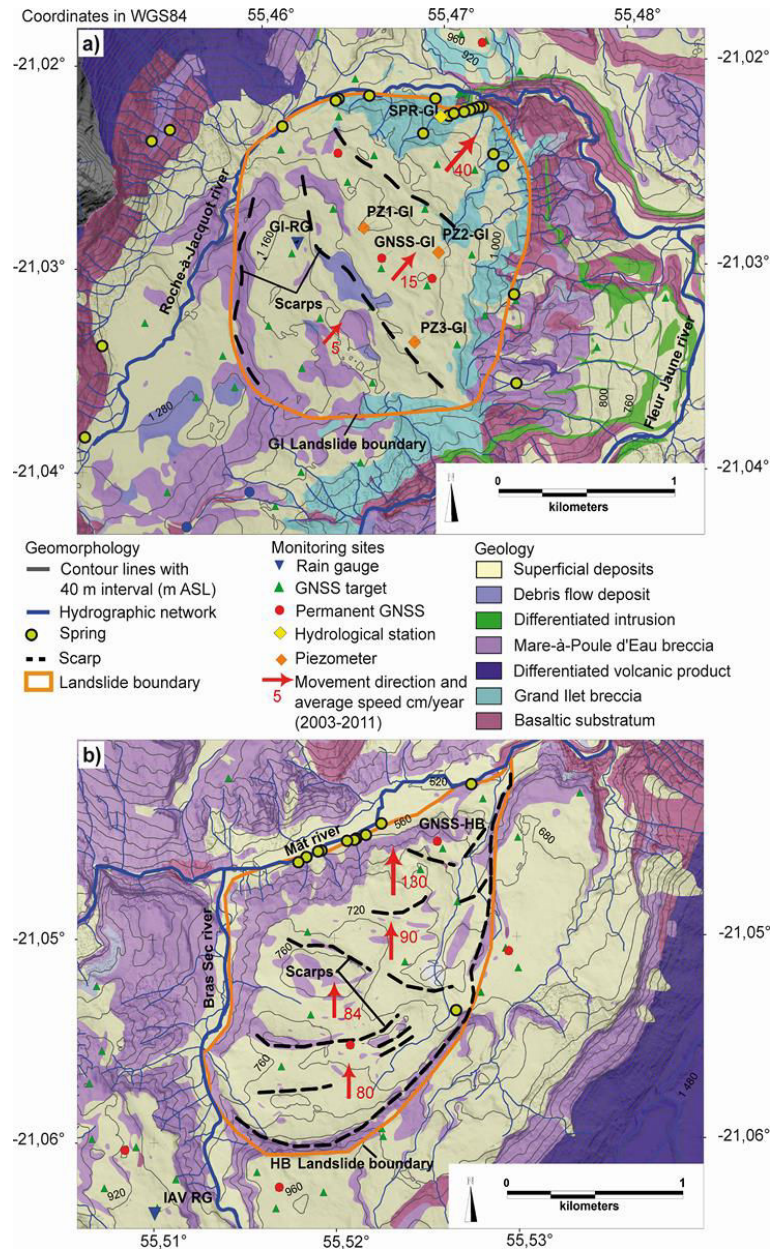 Coordinates in WGS84
55,46° 55,47° 55,48°
a)
-21,02° -21,02°
960
920
SPR-GI
40
Roche-à-Jacquot river
GI-RG
1 160
PZ1-GI
GNSS-GI
PZ2-GI
1 000
15
-21,03° -21,03°
Scarps
5
PZ3-GI
1 280
GI Landslide boundary
800
760
Fleur Jaune river
-21,04° -21,04°
N
0 1
kilometers
Geomorphology
Contour lines with
40 m interval (m ASL)
Hydrographic network
Spring
Scarp
Landslide boundary
Monitoring sites
Rain gauge
GNSS target
Permanent GNSS
Hydrological station
Piezometer
5
Movement direction and
average speed cm/year
(2003-2011)
Geology
Superficial deposits
Debris flow deposit
Differentiated intrusion
Mare-à-Poule d'Eau breccia
Differentiated volcanic product
Grand Ilet breccia
Basaltic substratum
b)
520
Mât river
560
GNSS-HB
680
130
720
-21,05° -21,05°
Bras Sec river
760
90
Scarps
84
760
80
1 480
-21,06° -21,06°
HB Landslide boundary
IAV RG
920
960
N
0 1
kilometers
55,51° 55,52° 55,53°